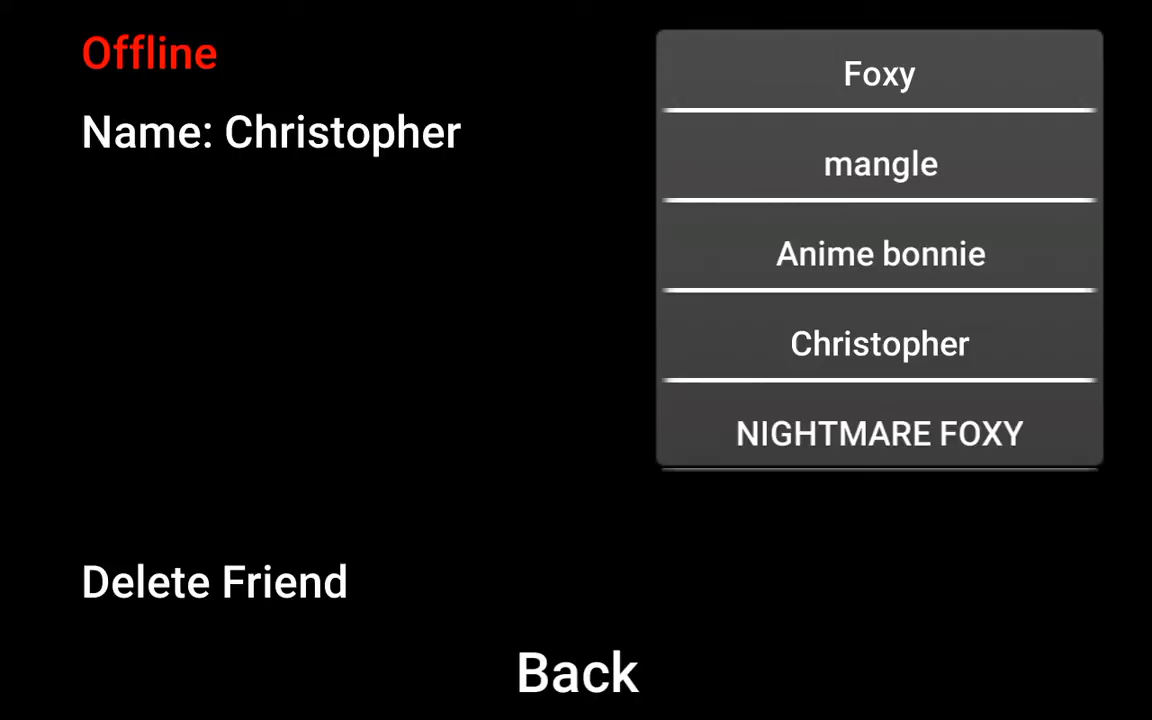 Offline
Name: Christopher
Foxy
mangle
Anime bonnie
Christopher
NIGHTMARE FOXY
Delete Friend
Back